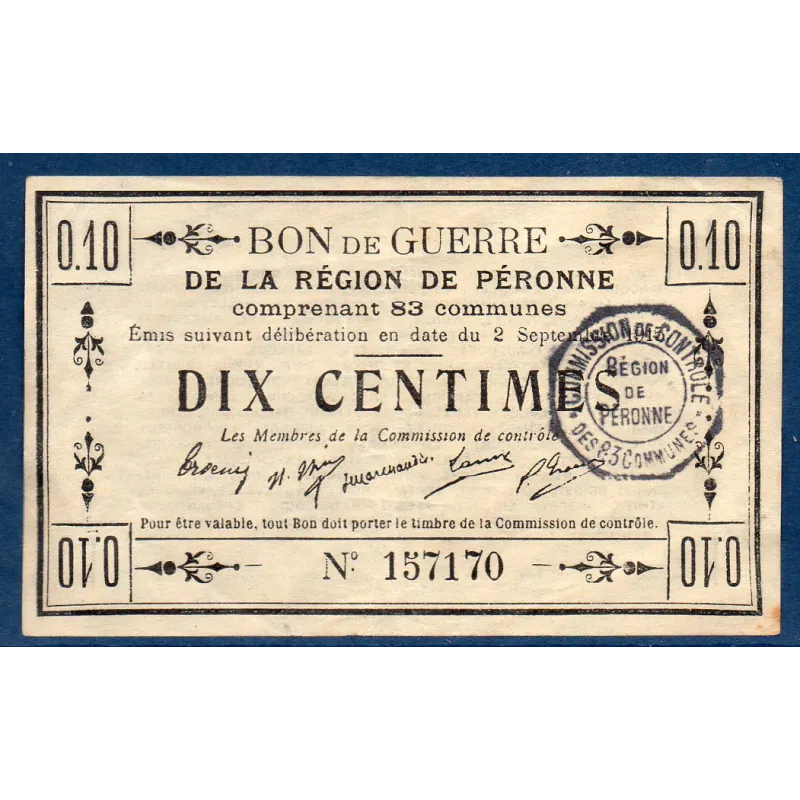 0.10 BON DE GUERRE 0.10
DE LA RÉGION DE PÉRONNE
comprenant 83 communes
Émis suivant délibération en date du 2 Septembre 1915
DIX CENTIMES
Les Membres de la Commission de contrôle
Pour être valable, tout Bon doit porter le timbre de la Commission de contrôle.
0.10 N° 157170 0.10
COMMISSION DE CONTRÔLE
RÉGION
DE
PÉRONNE
DES 83 COMMUNES